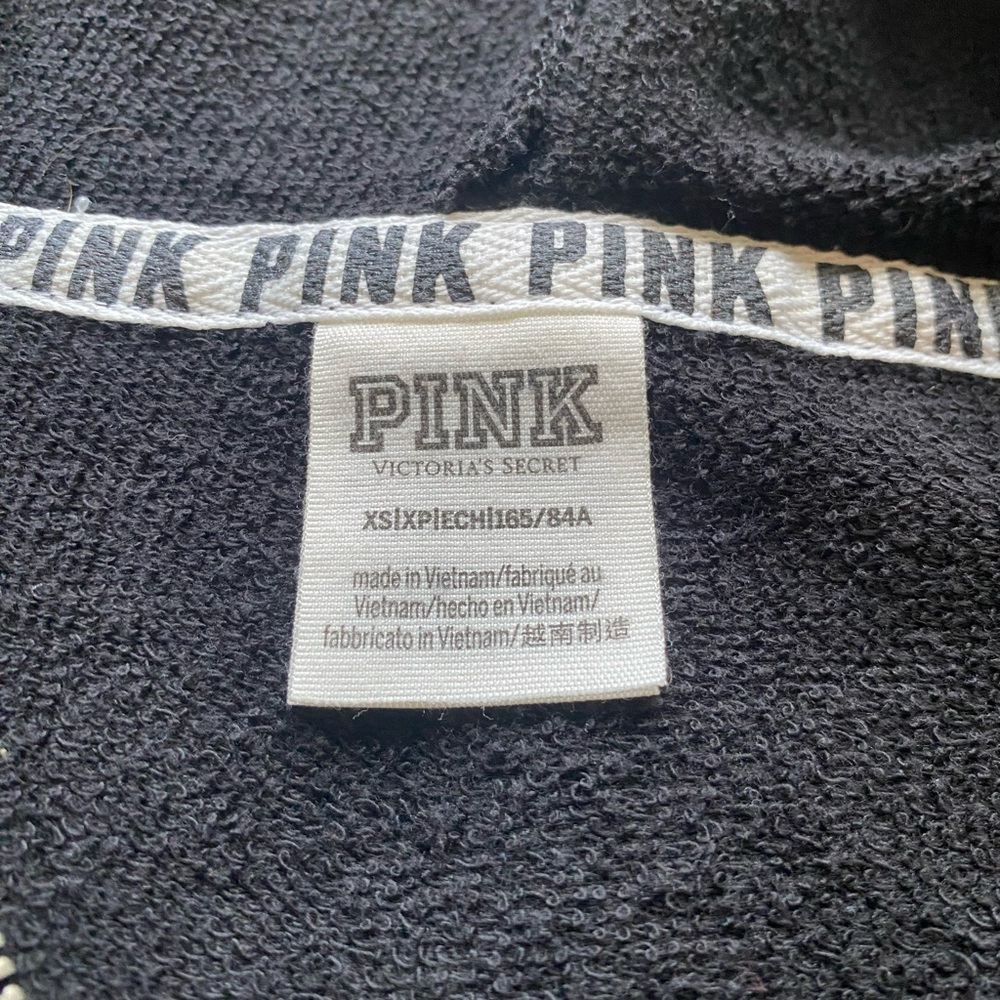 PINK PINK PINK PIN
PINK
VICTORIA'S SECRET
XS|XP|ECH|165/84A
made in Vietnam/fabriqué au
Vietnam/hecho en Vietnam/
fabbricato in Vietnam/越南制造